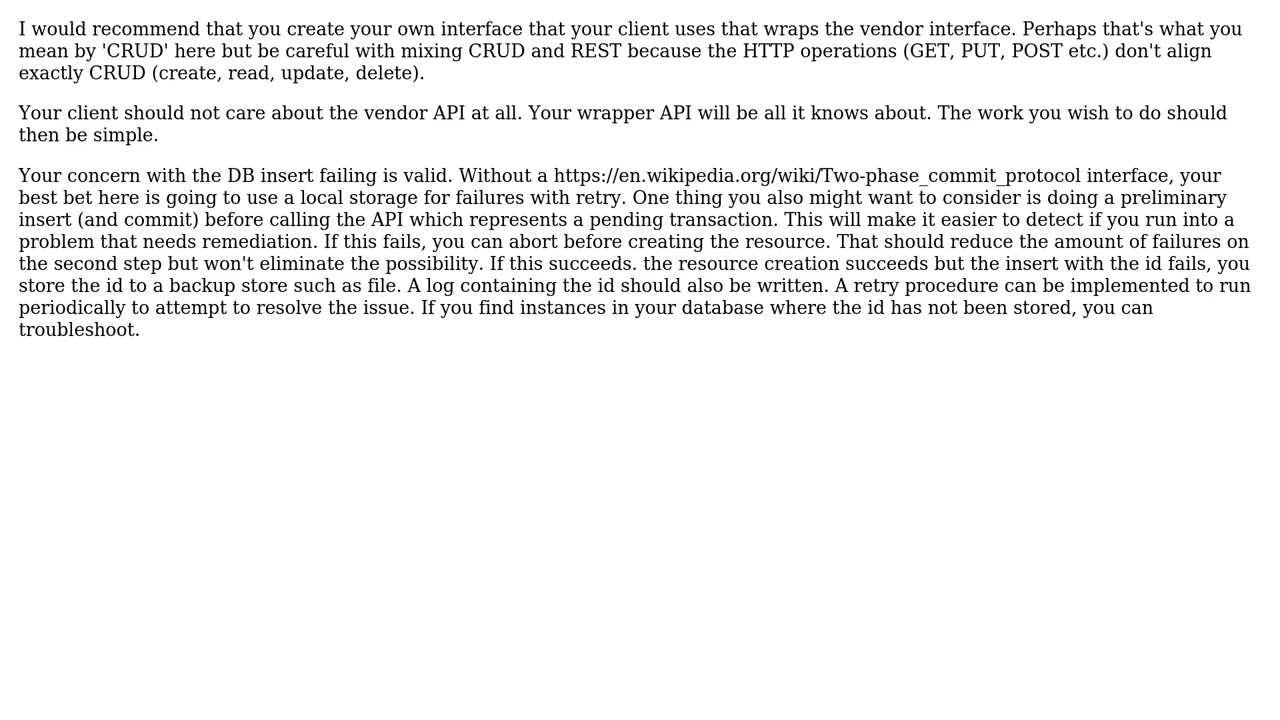 I would recommend that you create your own interface that your client uses that wraps the vendor interface. Perhaps that's what you
mean by 'CRUD' here but be careful with mixing CRUD and REST because the HTTP operations (GET, PUT, POST etc.) don't align
exactly CRUD (create, read, update, delete).
Your client should not care about the vendor API at all. Your wrapper API will be all it knows about. The work you wish to do should
then be simple.
Your concern with the DB insert failing is valid. Without a https://en.wikipedia.org/wiki/Two-phase_commit_protocol interface, your
best bet here is going to use a local storage for failures with retry. One thing you also might want to consider is doing a preliminary
insert (and commit) before calling the API which represents a pending transaction. This will make it easier to detect if you run into a
problem that needs remediation. If this fails, you can abort before creating the resource. That should reduce the amount of failures on
the second step but won't eliminate the possibility. If this succeeds. the resource creation succeeds but the insert with the id fails, you
store the id to a backup store such as file. A log containing the id should also be written. A retry procedure can be implemented to run
periodically to attempt to resolve the issue. If you find instances in your database where the id has not been stored, you can
troubleshoot.